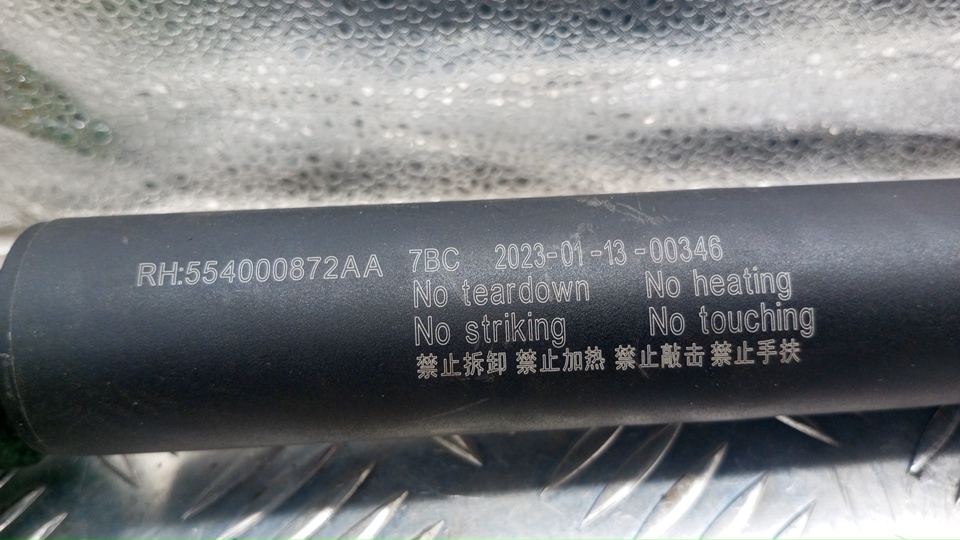 RH:554000872AA 7BC 2023-01-13-00346
No teardown No heating
No striking No touching
禁止拆卸 禁止加热 禁止敲击 禁止手扶